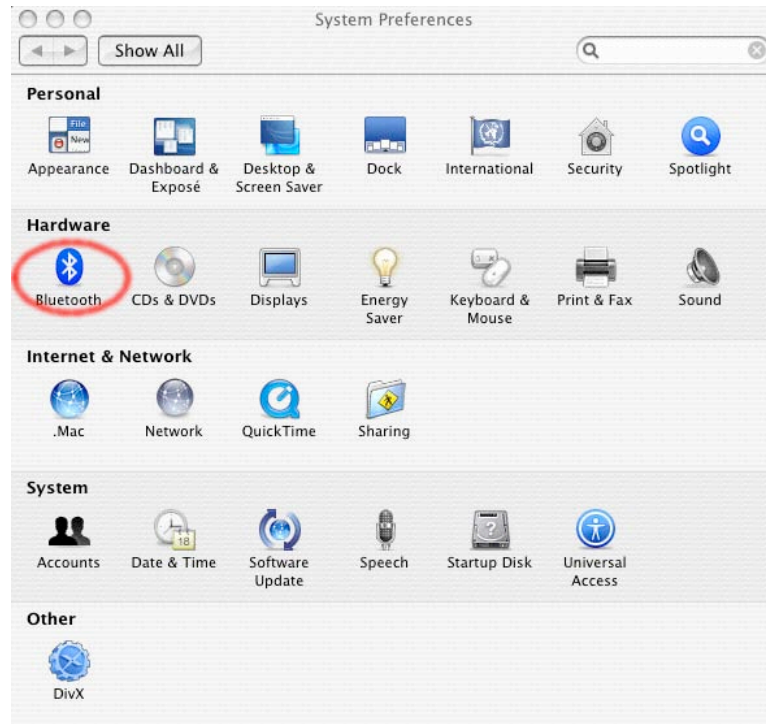 System Preferences
Show All
Personal
File
New
Appearance
Dashboard &
Exposé
Desktop &
Screen Saver
Dock
International
Security
Spotlight
Hardware
Bluetooth
CDs & DVDs
Displays
Energy
Saver
Keyboard &
Mouse
Print & Fax
Sound
Internet & Network
.Mac
Network
QuickTime
Sharing
System
18
?
Accounts
Date & Time
Software
Update
Speech
Startup Disk
Universal
Access
Other
DivX